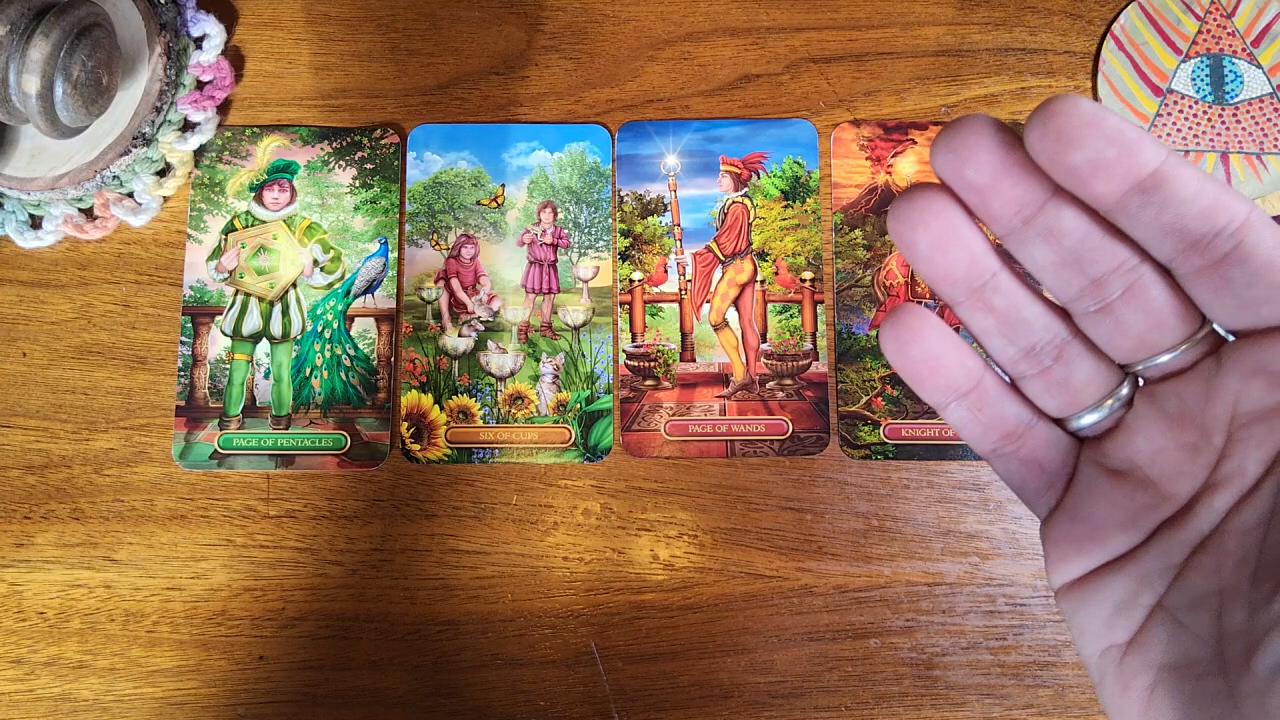 PAGE OF PENTACLES
SIX OF CUPS
PAGE OF WANDS
KNIGHT OF